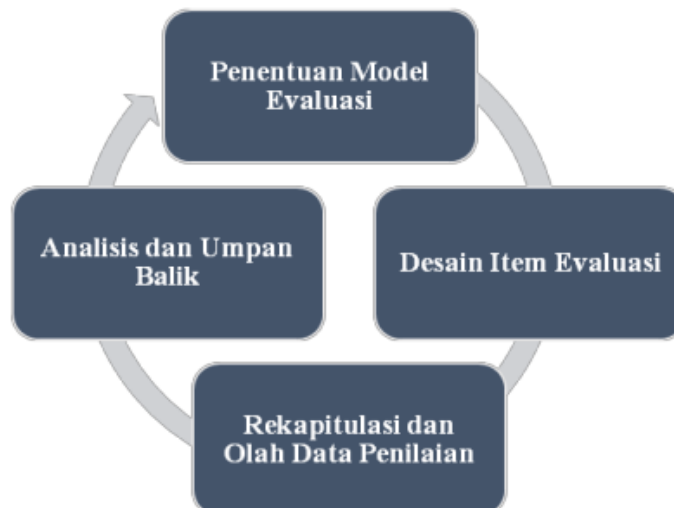 Penentuan Model
Evaluasi
Analisis dan Umpan
Balik
Desain Item Evaluasi
Rekapitulasi dan
Olah Data Penilaian